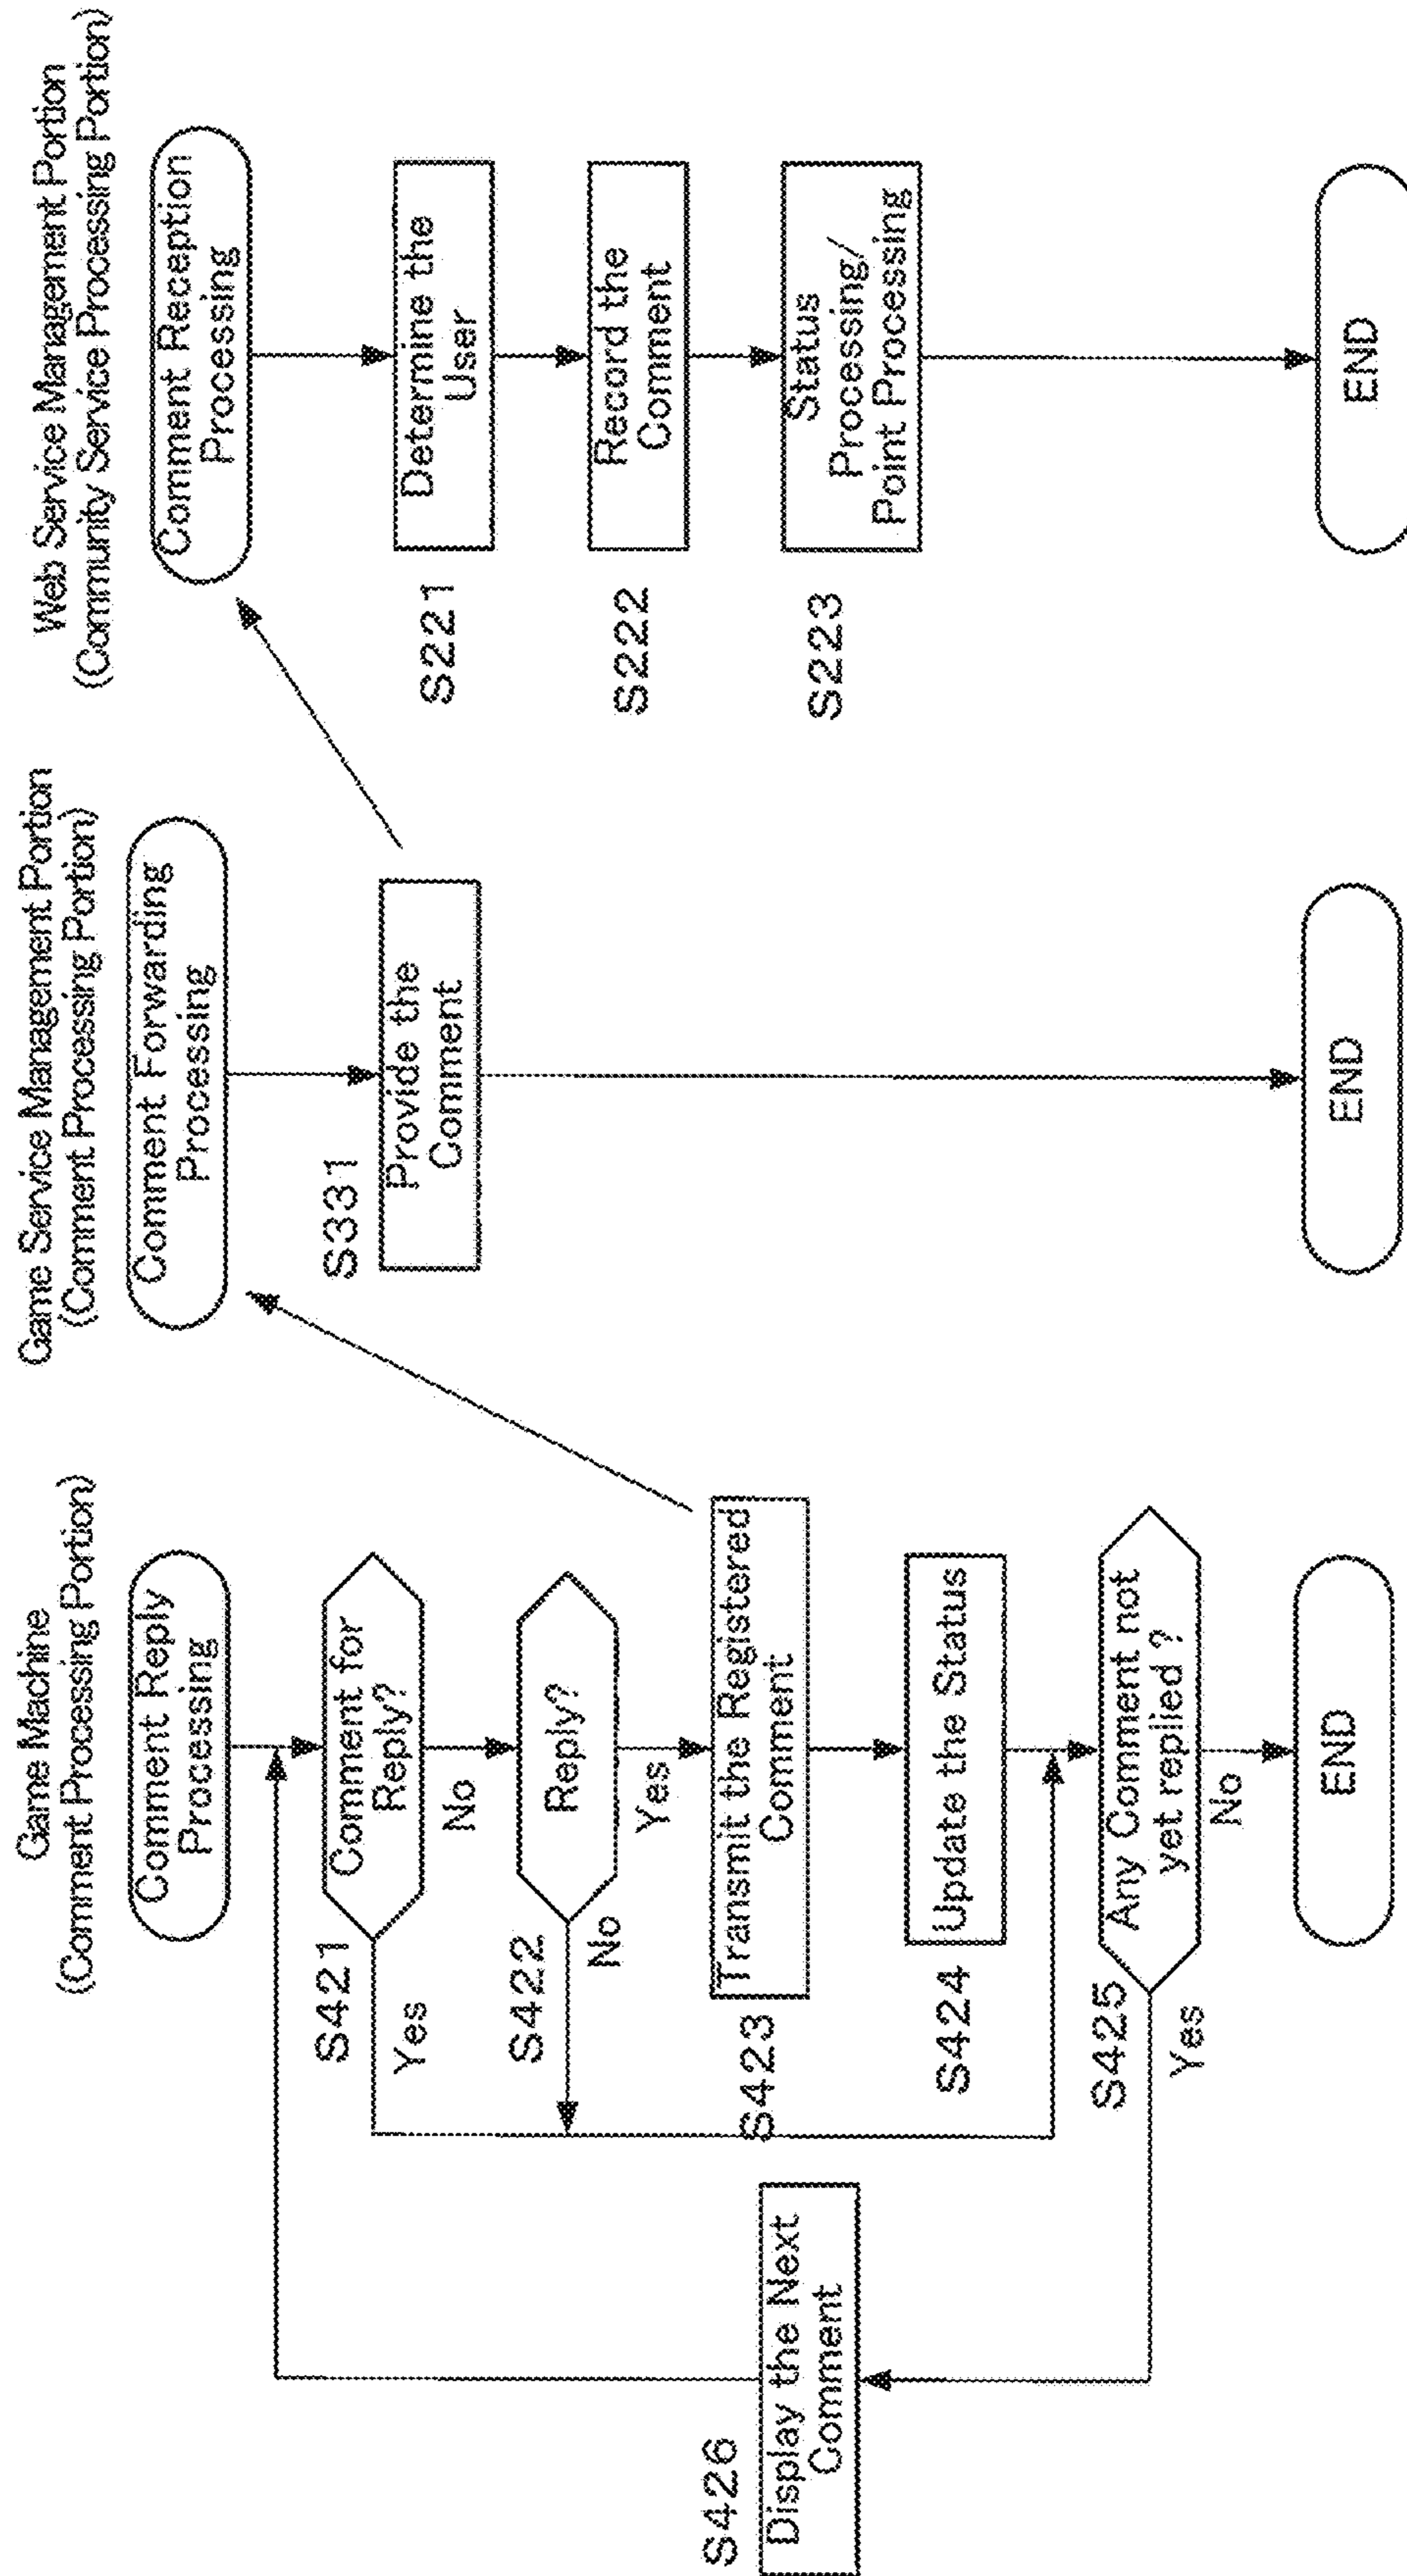 Game Machine
(Comment Processing Portion)
Comment Reply
Processing
S421
Comment for
Reply?
Yes
No
S422
Reply?
No
Yes
S423
Transmit the Registered
Comment
S424
Update the Status
S425
Any Comment not
yet replied ?
Yes
No
S426
Display the Next
Comment
END
Game Service Management Portion
(Comment Processing Portion)
Comment Forwarding
Processing
S331
Provide the
Comment
END
Web Service Management Portion
(Community Service Processing Portion)
Comment Reception
Processing
S221
Determine the
User
S222
Record the
Comment
S223
Status
Processing/
Point Processing
END